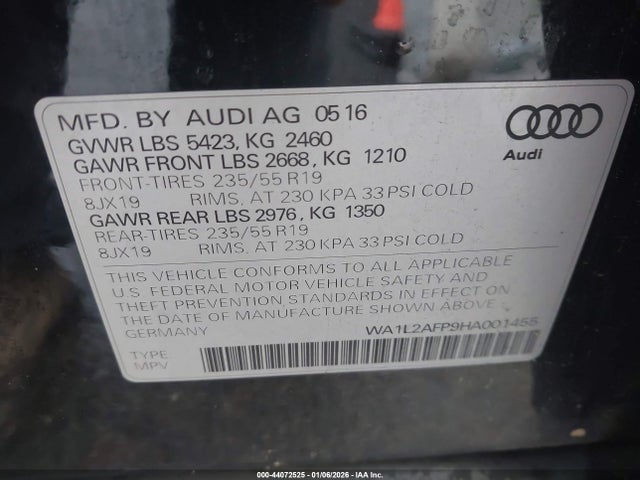 MFD. BY AUDI AG 05 16
GVWR LBS 5423, KG 2460
GAWR FRONT LBS 2668, KG 1210
FRONT-TIRES 235/55 R19
8JX19 RIMS, AT 230 KPA 33 PSI COLD
GAWR REAR LBS 2976, KG 1350
REAR-TIRES 235/55 R19
8JX19 RIMS, AT 230 KPA 33 PSI COLD
Audi
THIS VEHICLE CONFORMS TO ALL APPLICABLE
U.S. FEDERAL MOTOR VEHICLE SAFETY AND
THEFT PREVENTION STANDARDS IN EFFECT ON
THE DATE OF MANUFACTURE SHOWN ABOVE.
GERMANY
WA1L2AFP9HA001455
TYPE:
MPV
000-44072525 - 01/06/2026 - IAA Inc.